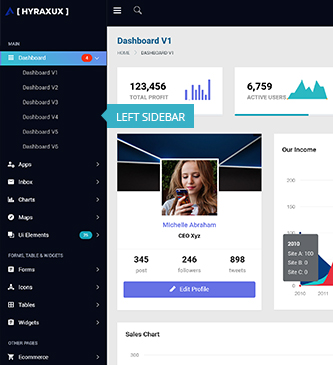 [ HYRAXUX ]
MAIN
Dashboard 4
Dashboard V1
Dashboard V2
Dashboard V3
Dashboard V4
Dashboard V5
Dashboard V6
Apps
Inbox
Charts
Maps
Ui Elements
FORMS, TABLE & WIDGETS
Forms
Icons
Tables
Widgets
OTHER PAGES
Ecommerce
LEFT SIDEBAR
Dashboard V1
HOME > DASHBOARD V1
123,456
TOTAL PROFIT
6,759
ACTIVE USERS
Michelle Abraham
CEO Xyz
345 246 898
post followers tweets
Edit Profile
Our Income
200
150
100
50
2010
Site A: 100
Site B: 0
Site C: 0
0
2010 2011
Sales Chart
300